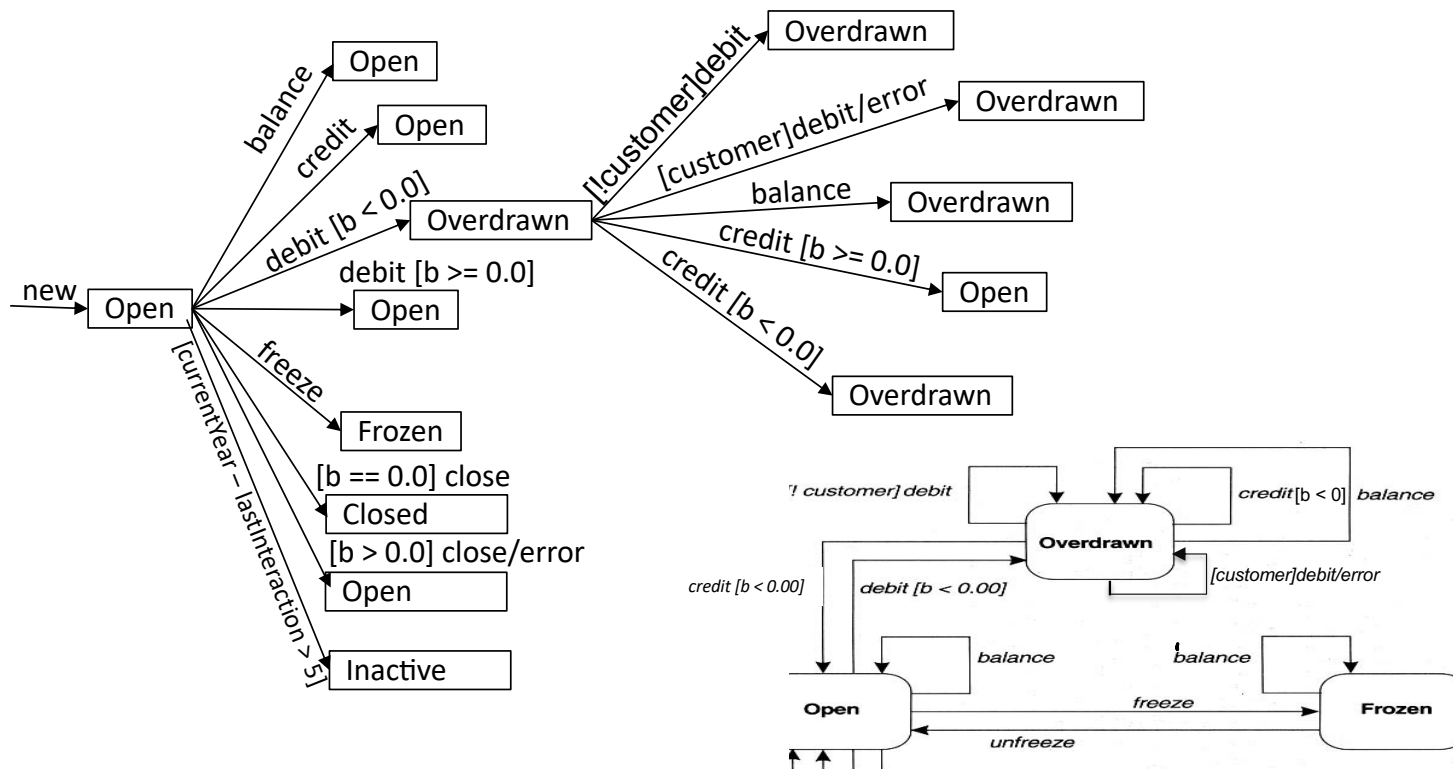 new
Open
balance
Open
credit
Open
debit [b < 0.0]
Overdrawn
debit [b >= 0.0]
Open
freeze
Frozen
[b == 0.0] close
Closed
[b > 0.0] close/error
Open
[currentYear – lastInteraction > 5]
Inactive
[!customer]debit
Overdrawn
[customer]debit/error
Overdrawn
balance
Overdrawn
credit [b >= 0.0]
Open
credit [b < 0.0]
Overdrawn
[! customer] debit
credit [b < 0]
balance
Overdrawn
[customer]debit/error
credit [b < 0.00]
debit [b < 0.00]
balance
balance
Open
freeze
Frozen
unfreeze